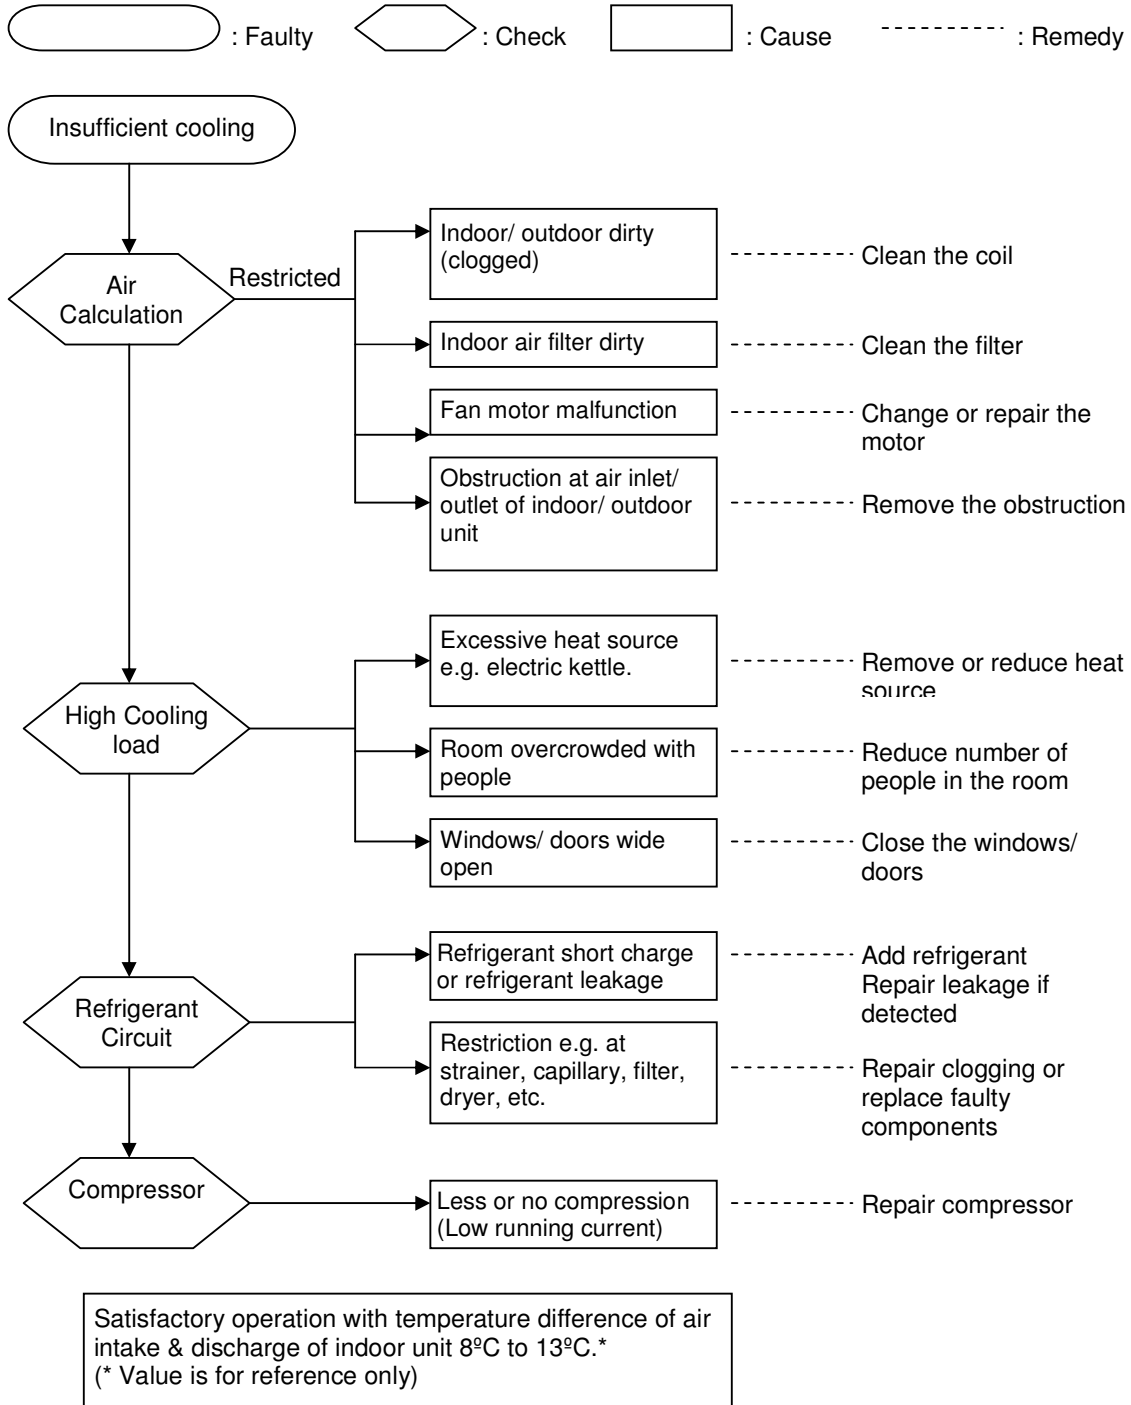 : Faulty
: Check
: Cause
: Remedy
Insufficient cooling
Air
Calculation
Restricted
Indoor/ outdoor dirty
(clogged)
Clean the coil
Indoor air filter dirty
Clean the filter
Fan motor malfunction
Change or repair the
motor
Obstruction at air inlet/
outlet of indoor/ outdoor
unit
Remove the obstruction
High Cooling
load
Excessive heat source
e.g. electric kettle.
Remove or reduce heat
source
Room overcrowded with
people
Reduce number of
people in the room
Windows/ doors wide
open
Close the windows/
doors
Refrigerant
Circuit
Refrigerant short charge
or refrigerant leakage
Add refrigerant
Repair leakage if
detected
Restriction e.g. at
strainer, capillary, filter,
dryer, etc.
Repair clogging or
replace faulty
components
Compressor
Less or no compression
(Low running current)
Repair compressor
Satisfactory operation with temperature difference of air
intake & discharge of indoor unit 8ºC to 13ºC.*
(* Value is for reference only)